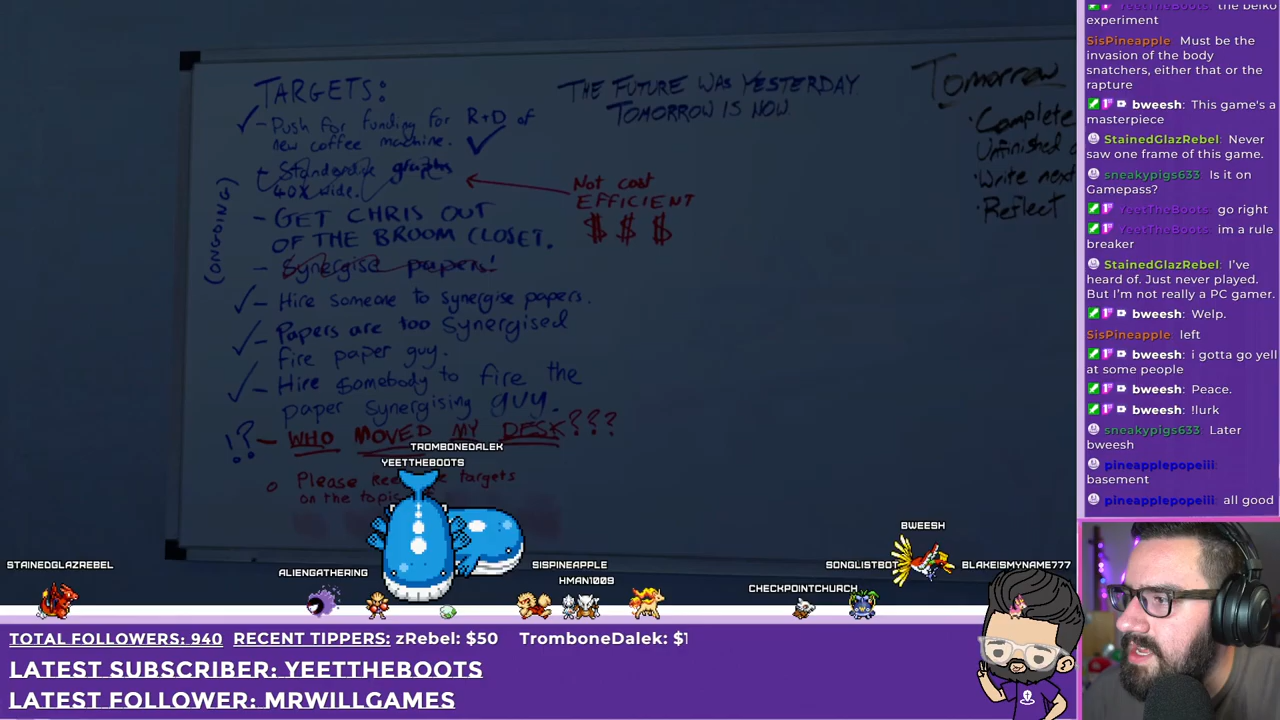 TARGETS:
- Push for funding for R+D of
new coffee machine.
- Standardise graphs
40% wide.
(ONGOING)
- GET CHRIS OUT
OF THE BROOM CLOSET.
- Synergise papers!
- Hire someone to synergise papers.
- Papers are too Synergised
fire paper guy.
- Hire somebody to fire the
paper synergising guy.
!? - WHO MOVED MY DESK???
Please targets
on the topic
THE FUTURE WAS YESTERDAY
TOMORROW IS NOW.
Not cost
EFFICIENT
$ $ $
Tomorrow
· Complete
Unfinished
· Write next
· Reflect
YeetTheBoots: the belko
experiment
SisPineapple Must be the
invasion of the body
snatchers, either that or the
rapture
bweesh: This game's a
masterpiece
StainedGlazRebel: Never
saw one frame of this game.
sneakypigs633 Is it on
Gamepass?
YeetTheBoots: go right
YeetTheBoots: im a rule
breaker
StainedGlazRebel: I've
heard of. Just never played.
But I'm not really a PC gamer.
bweesh: Welp.
SisPineapple left
bweesh: i gotta go yell
at some people
bweesh: Peace.
bweesh: !lurk
sneakypigs633 Later
bweesh
pineapplepopeiii:
basement
pineapplepopeiii: all good
TROMBONEDALEK
YEETTHEBOOTS
STAINEDGLAZREBEL
ALIENGATHERING
SISPINEAPPLE
HMAN1009
CHECKPOINTCHURCH
SONGLISTBOT
BWEESH
BLAKEISMYNAME777
TOTAL FOLLOWERS: 940 RECENT TIPPERS: zRebel: $50 TromboneDalek: $1
LATEST SUBSCRIBER: YEETTHEBOOTS
LATEST FOLLOWER: MRWILLGAMES